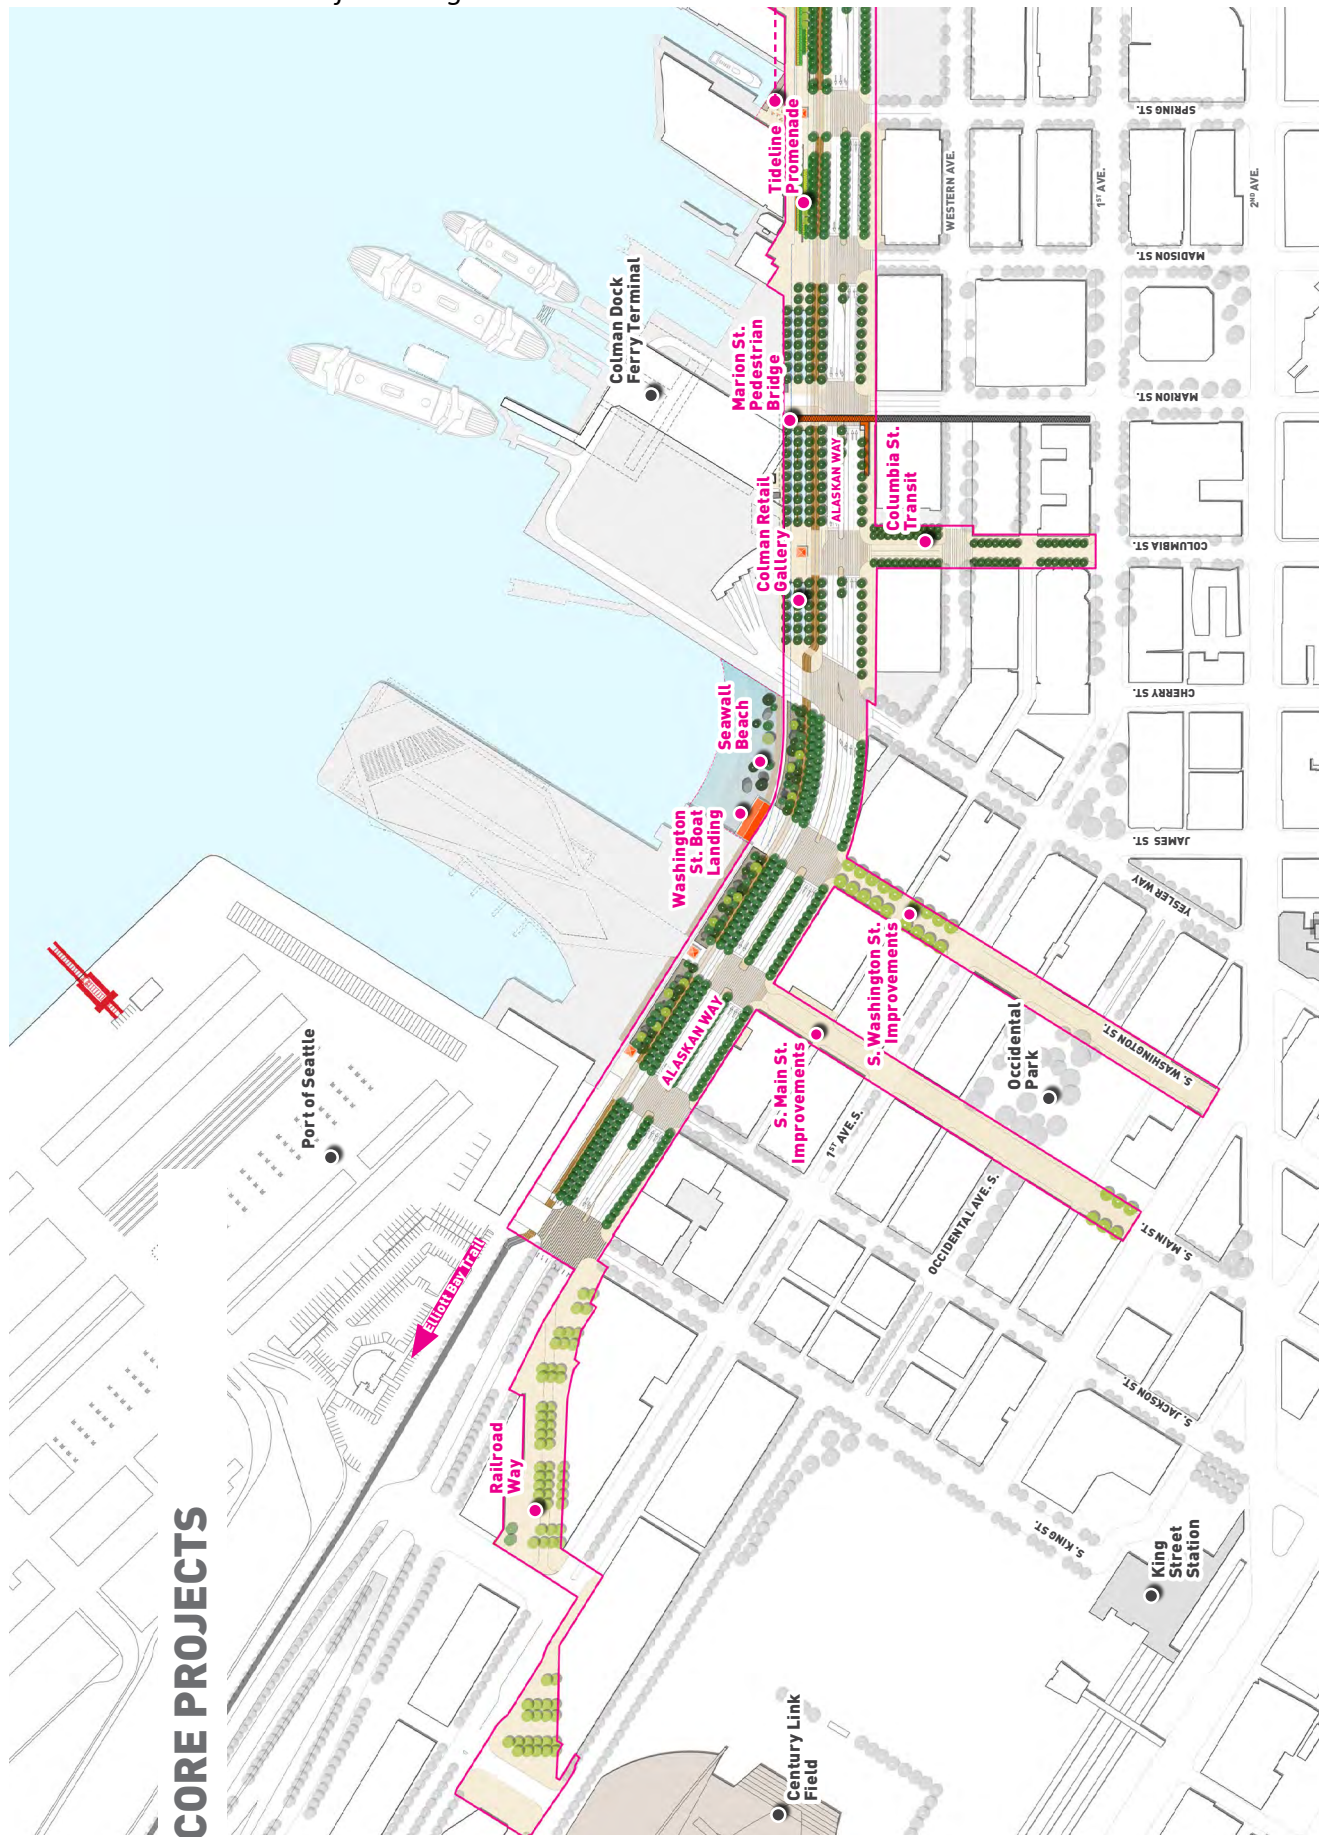 CORE PROJECTS
Port of Seattle
Elliott Bay Trail
Railroad
Way
Century Link
Field
King
Street
Station
Occidental
Park
S. Main St.
Improvements
S. Washington St.
Improvements
ALASKAN WAY
Washington
St. Boat
Landing
Seawall
Beach
Colman Retail
Gallery
Columbia St.
Transit
ALASKAN WAY
Marion St.
Pedestrian
Bridge
Colman Dock
Ferry Terminal
Tideline
Promenade
WESTERN AVE.
1ST AVE.
2ND AVE.
SPRING ST.
MADISON ST.
MARION ST.
COLUMBIA ST.
CHERRY ST.
JAMES ST.
YESLER WAY
S. WASHINGTON ST.
S. MAIN ST.
S. JACKSON ST.
S. KING ST.
1ST AVE. S.
OCCIDENTAL AVE. S.